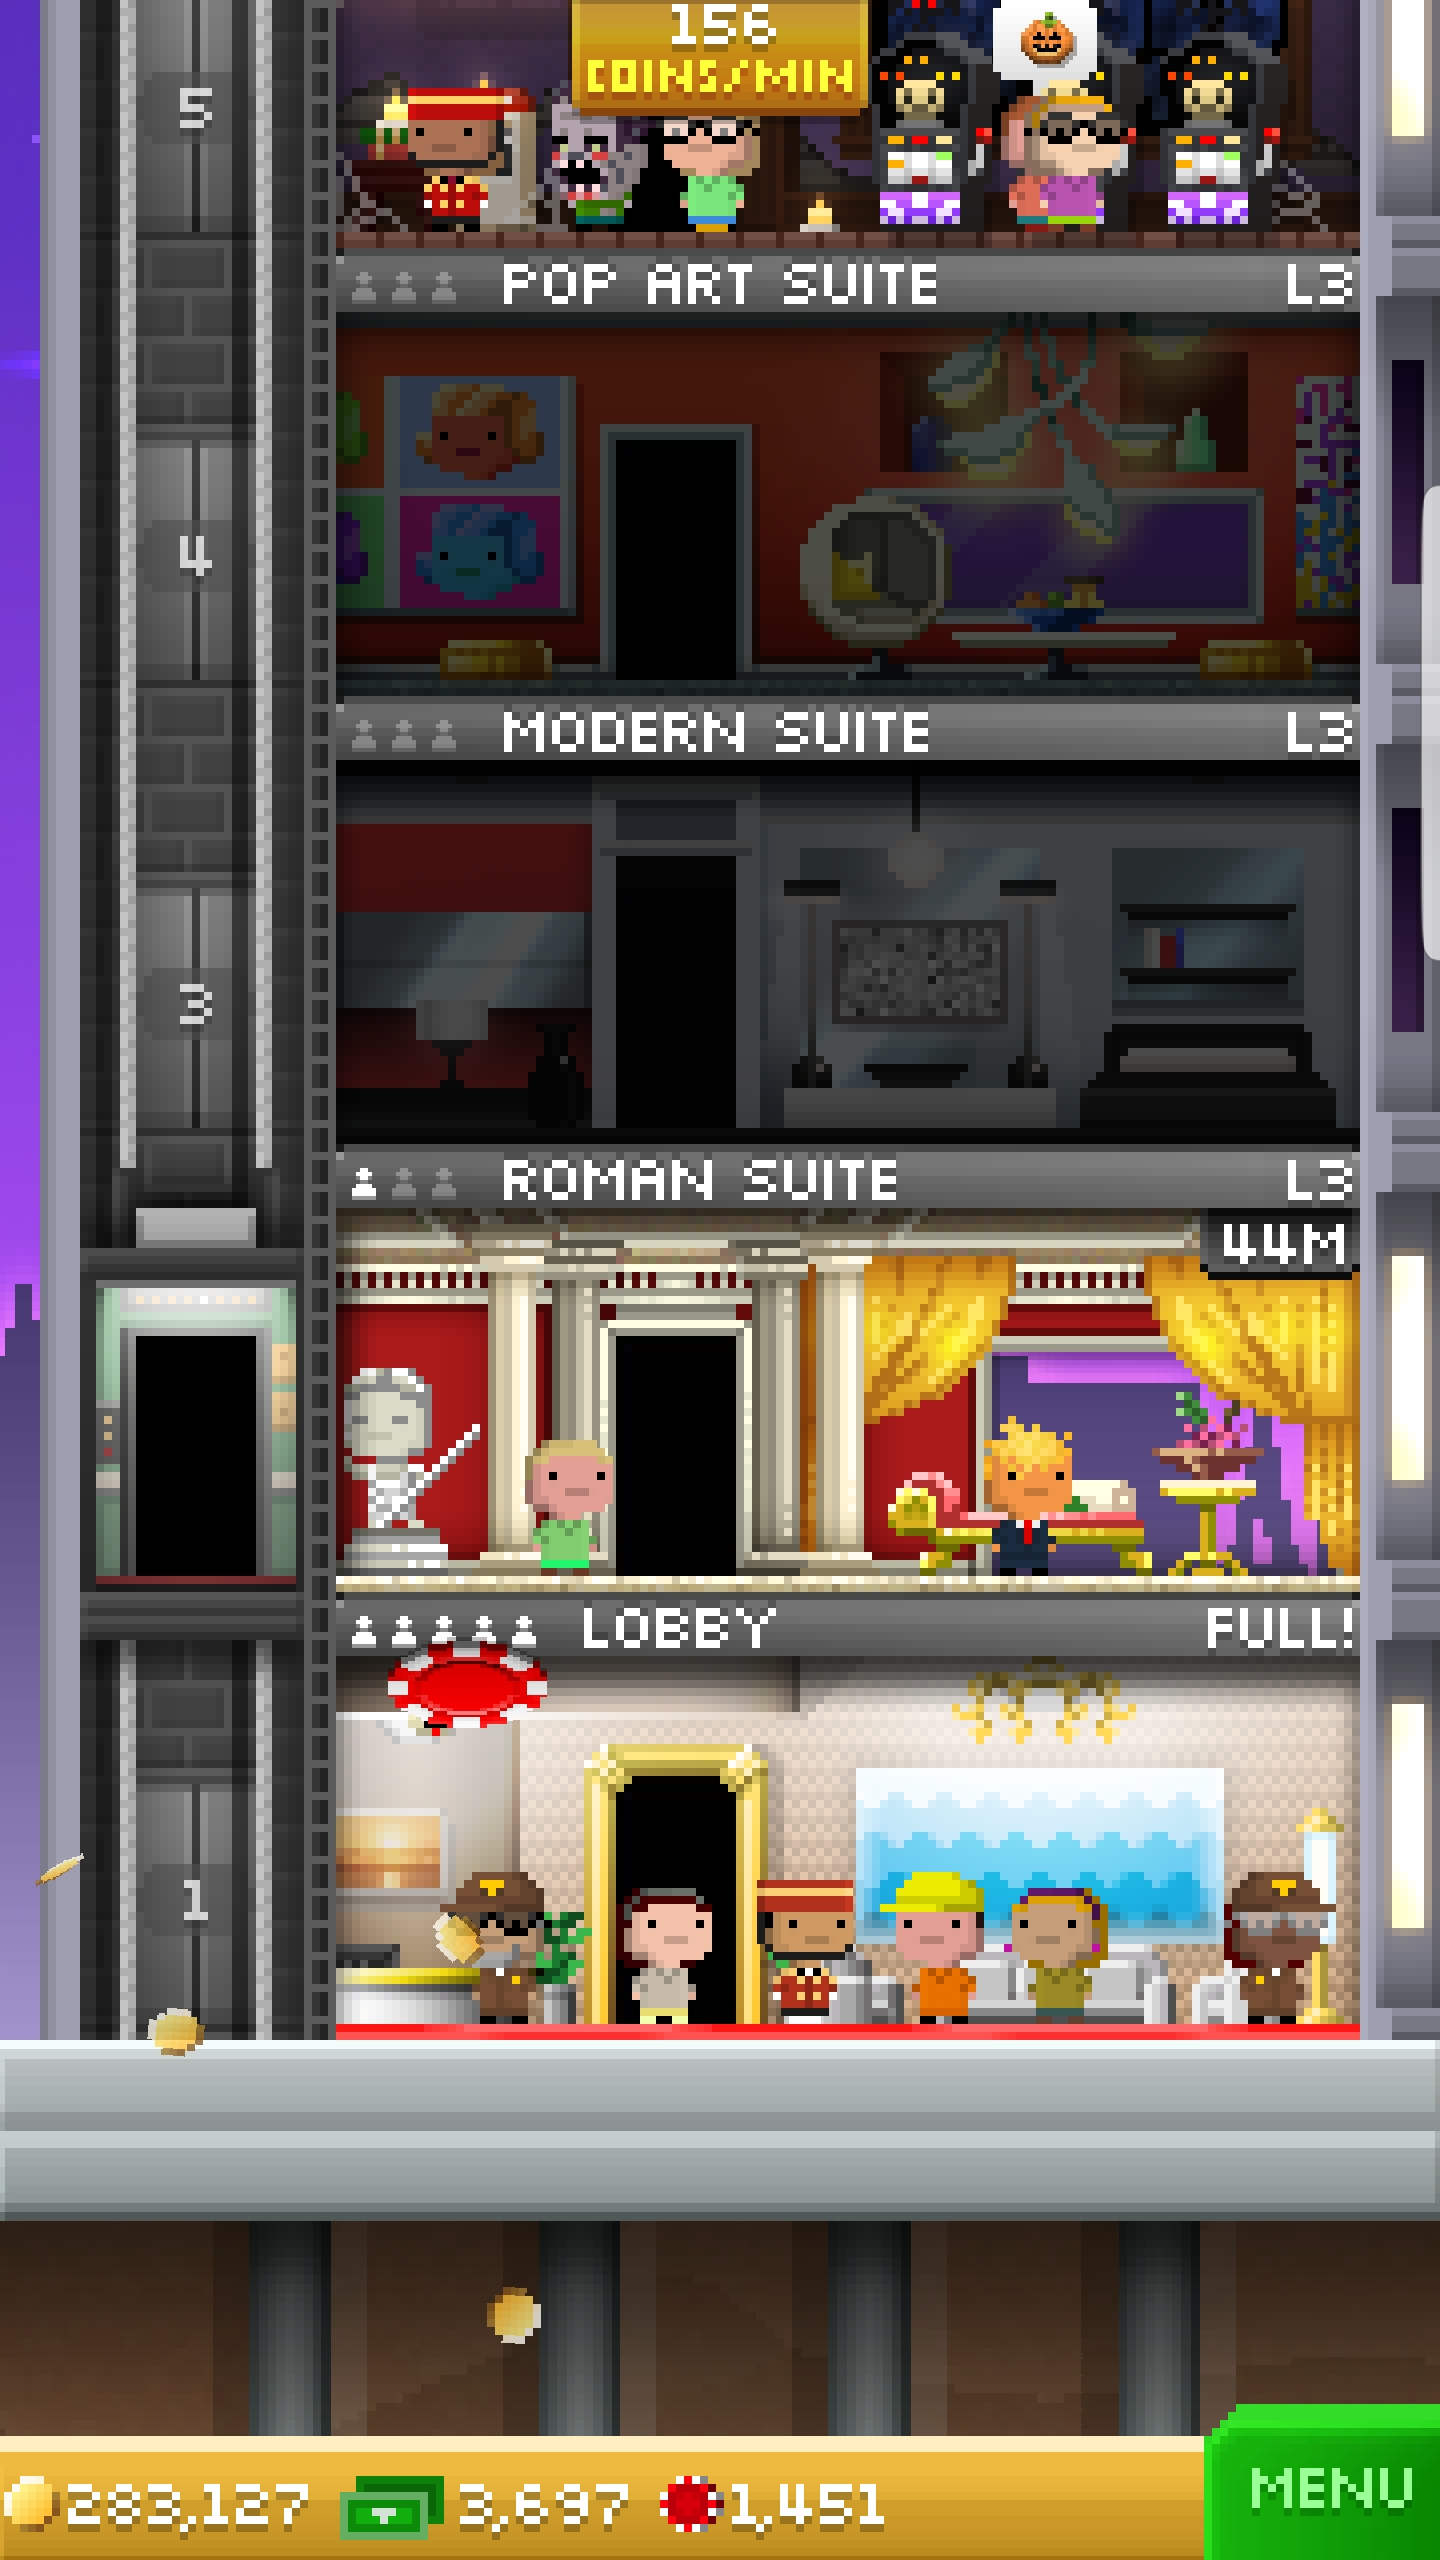 156
COINS/MIN
5
POP ART SUITE L3
4
MODERN SUITE L3
3
ROMAN SUITE L3
44M
LOBBY FULL!
1
283,127 3,697 1,451
MENU